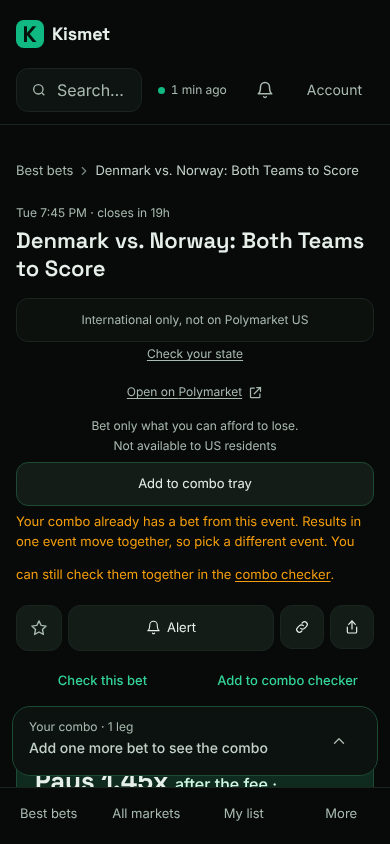 Kismet
Search...
1 min ago
Account
Best bets > Denmark vs. Norway: Both Teams to Score
Tue 7:45 PM · closes in 19h
Denmark vs. Norway: Both Teams
to Score
International only, not on Polymarket US
Check your state
Open on Polymarket
Bet only what you can afford to lose.
Not available to US residents
Add to combo tray
Your combo already has a bet from this event. Results in
one event move together, so pick a different event. You
can still check them together in the combo checker.
Alert
Check this bet
Add to combo checker
Your combo · 1 leg
Add one more bet to see the combo
Pays 1.45x after the fee ·
Best bets
All markets
My list
More